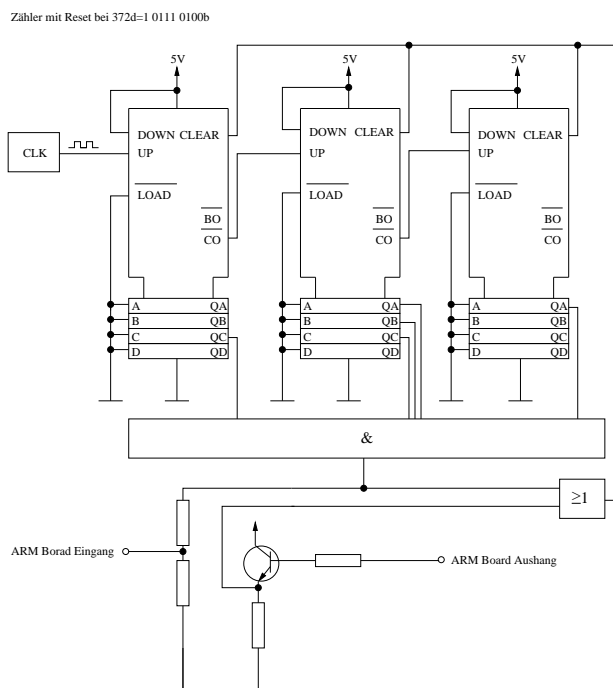 Zähler mit Reset bei 372d=1 0111 0100b
5V 5V 5V
DOWN CLEAR DOWN CLEAR DOWN CLEAR
CLK UP UP UP
LOAD LOAD LOAD
BO BO BO
CO CO CO
A QA A QA A QA
B QB B QB B QB
C QC C QC C QC
D QD D QD D QD
&
≥1
ARM Borad Eingang
ARM Board Aushang